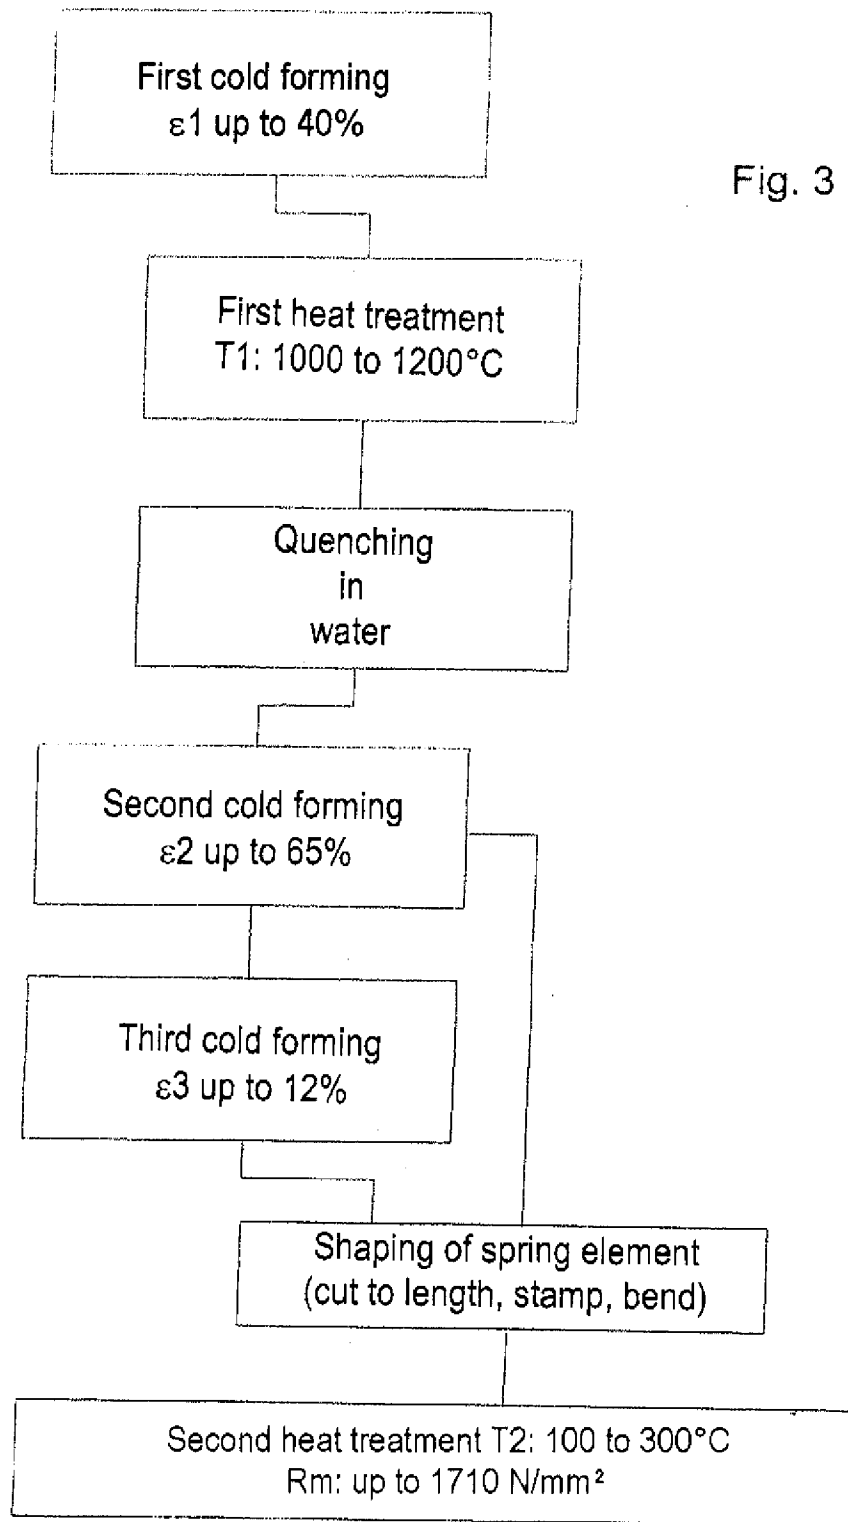 First cold forming
ε1 up to 40%
Fig. 3
First heat treatment
T1: 1000 to 1200°C
Quenching
in
water
Second cold forming
ε2 up to 65%
Third cold forming
ε3 up to 12%
Shaping of spring element
(cut to length, stamp, bend)
Second heat treatment T2: 100 to 300°C
Rm: up to 1710 N/mm²